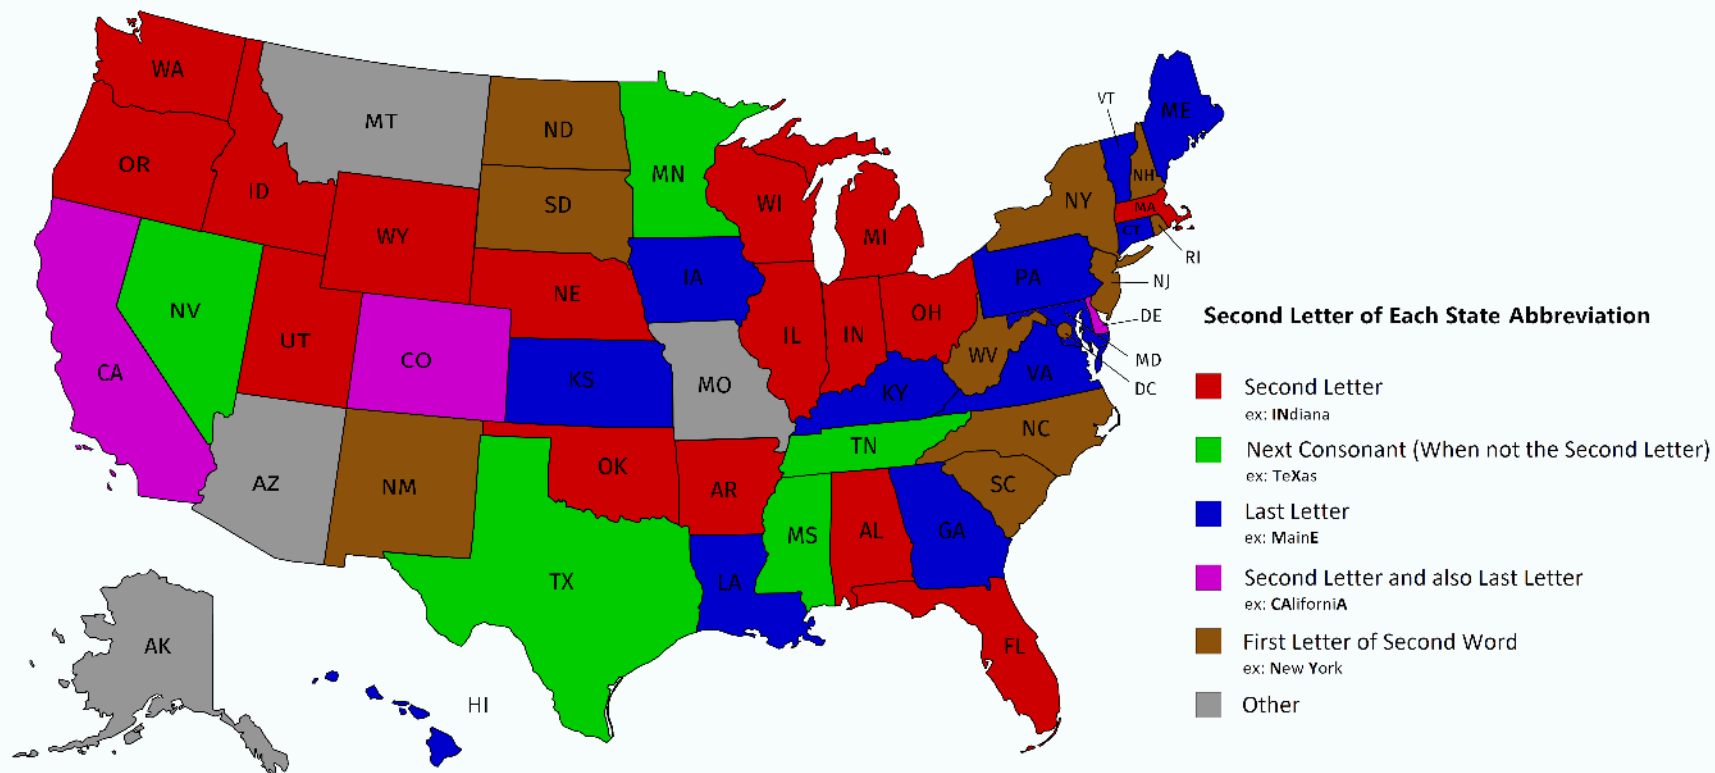 WA
MT
ND
MN
VT
ME
OR
ID
SD
WI
NY
NH
MA
WY
MI
CT
RI
NV
NE
IA
PA
NJ
UT
CO
IL
IN
OH
DE
CA
KS
MO
WV
VA
MD
KY
DC
AZ
NM
OK
AR
TN
NC
SC
TX
LA
MS
AL
GA
FL
AK
HI
Second Letter of Each State Abbreviation
Second Letter
ex: INdiana
Next Consonant (When not the Second Letter)
ex: TeXas
Last Letter
ex: MainE
Second Letter and also Last Letter
ex: CAliforniA
First Letter of Second Word
ex: New York
Other